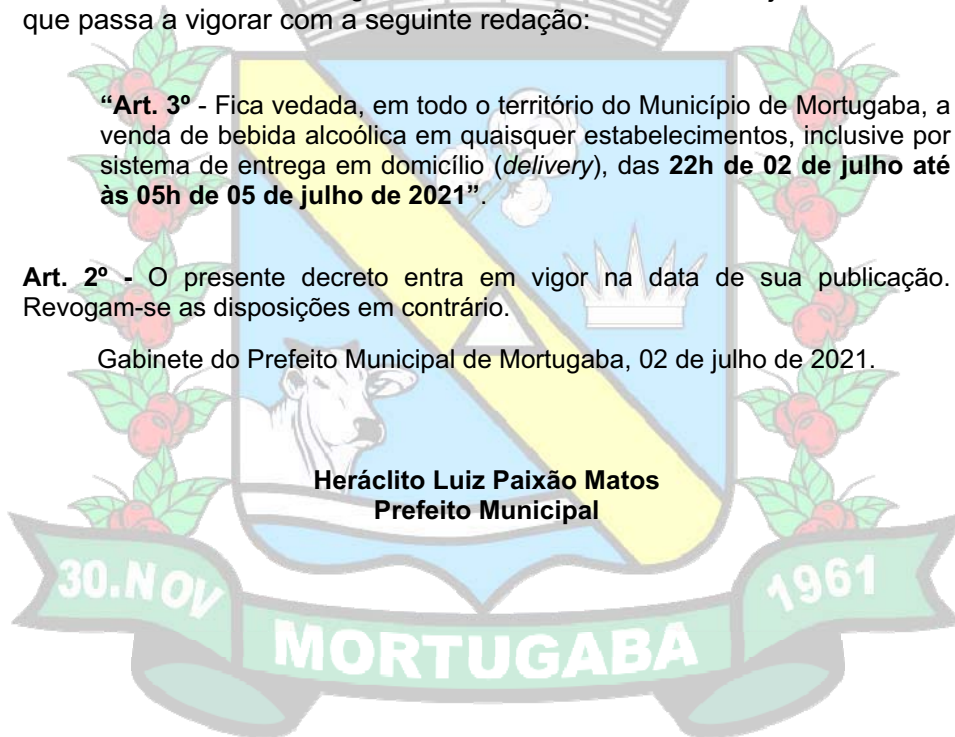 que passa a vigorar com a seguinte redação:
“Art. 3º - Fica vedada, em todo o território do Município de Mortugaba, a
venda de bebida alcoólica em quaisquer estabelecimentos, inclusive por
sistema de entrega em domicílio (delivery), das 22h de 02 de julho até
às 05h de 05 de julho de 2021”.
Art. 2º - O presente decreto entra em vigor na data de sua publicação.
Revogam-se as disposições em contrário.
Gabinete do Prefeito Municipal de Mortugaba, 02 de julho de 2021.
Heráclito Luiz Paixão Matos
Prefeito Municipal
30.NOV
1961
MORTUGABA